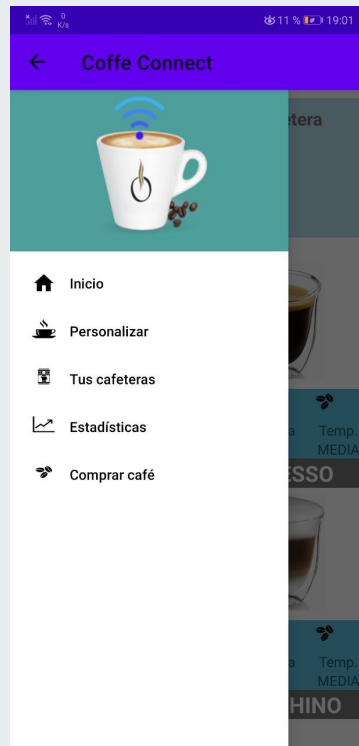 0
K/s
11 % 19:01
Coffe Connect
etera
Inicio
Personalizar
Tus cafeteras
Estadísticas
Comprar café
a Temp.
MEDIA
ESSO
a Temp.
MEDIA
HINO